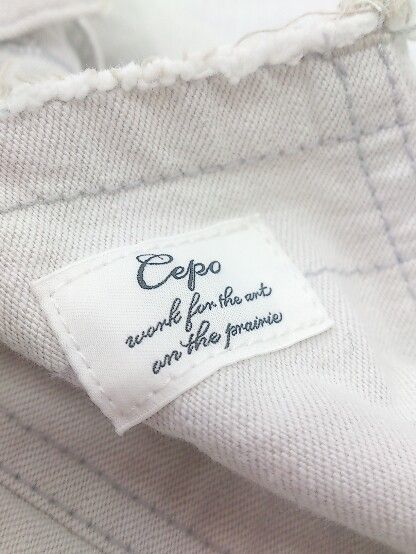 Cepo
work for the art
on the prairie